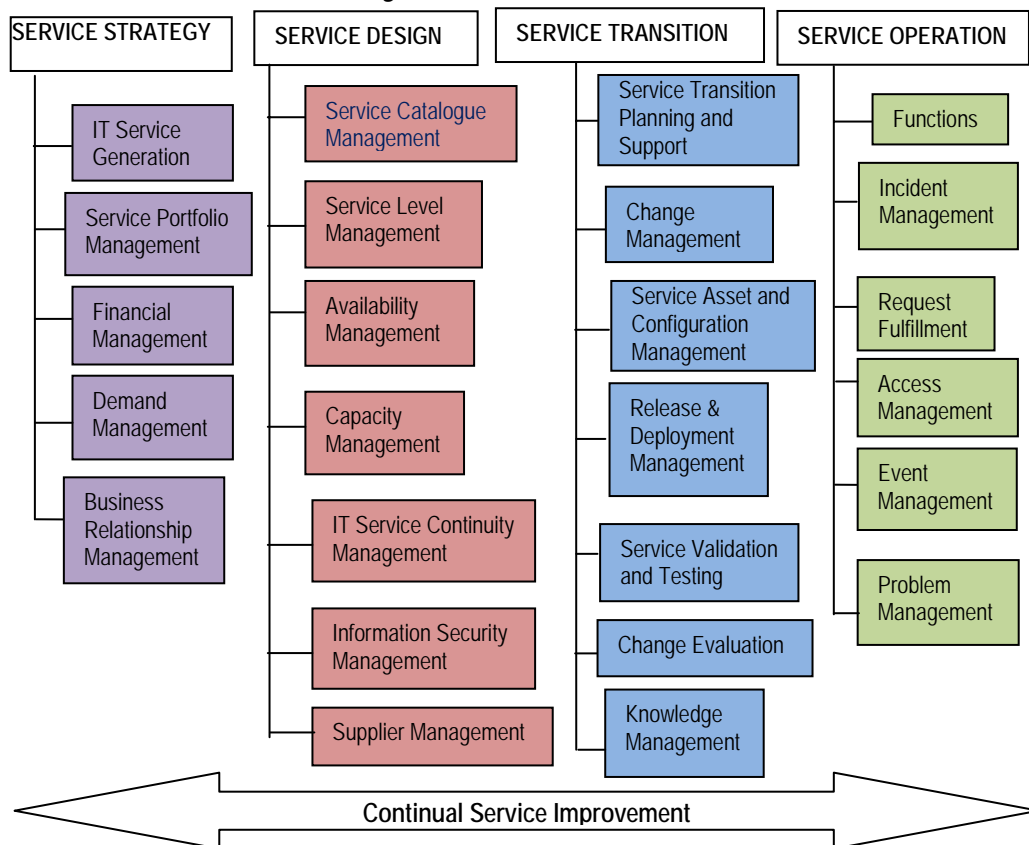 SERVICE STRATEGY
IT Service
Generation
Service Portfolio
Management
Financial
Management
Demand
Management
Business
Relationship
Management
SERVICE DESIGN
Service Catalogue
Management
Service Level
Management
Availability
Management
Capacity
Management
IT Service Continuity
Management
Information Security
Management
Supplier Management
SERVICE TRANSITION
Service Transition
Planning and
Support
Change
Management
Service Asset and
Configuration
Management
Release &
Deployment
Management
Service Validation
and Testing
Change Evaluation
Knowledge
Management
SERVICE OPERATION
Functions
Incident
Management
Request
Fulfillment
Access
Management
Event
Management
Problem
Management
Continual Service Improvement